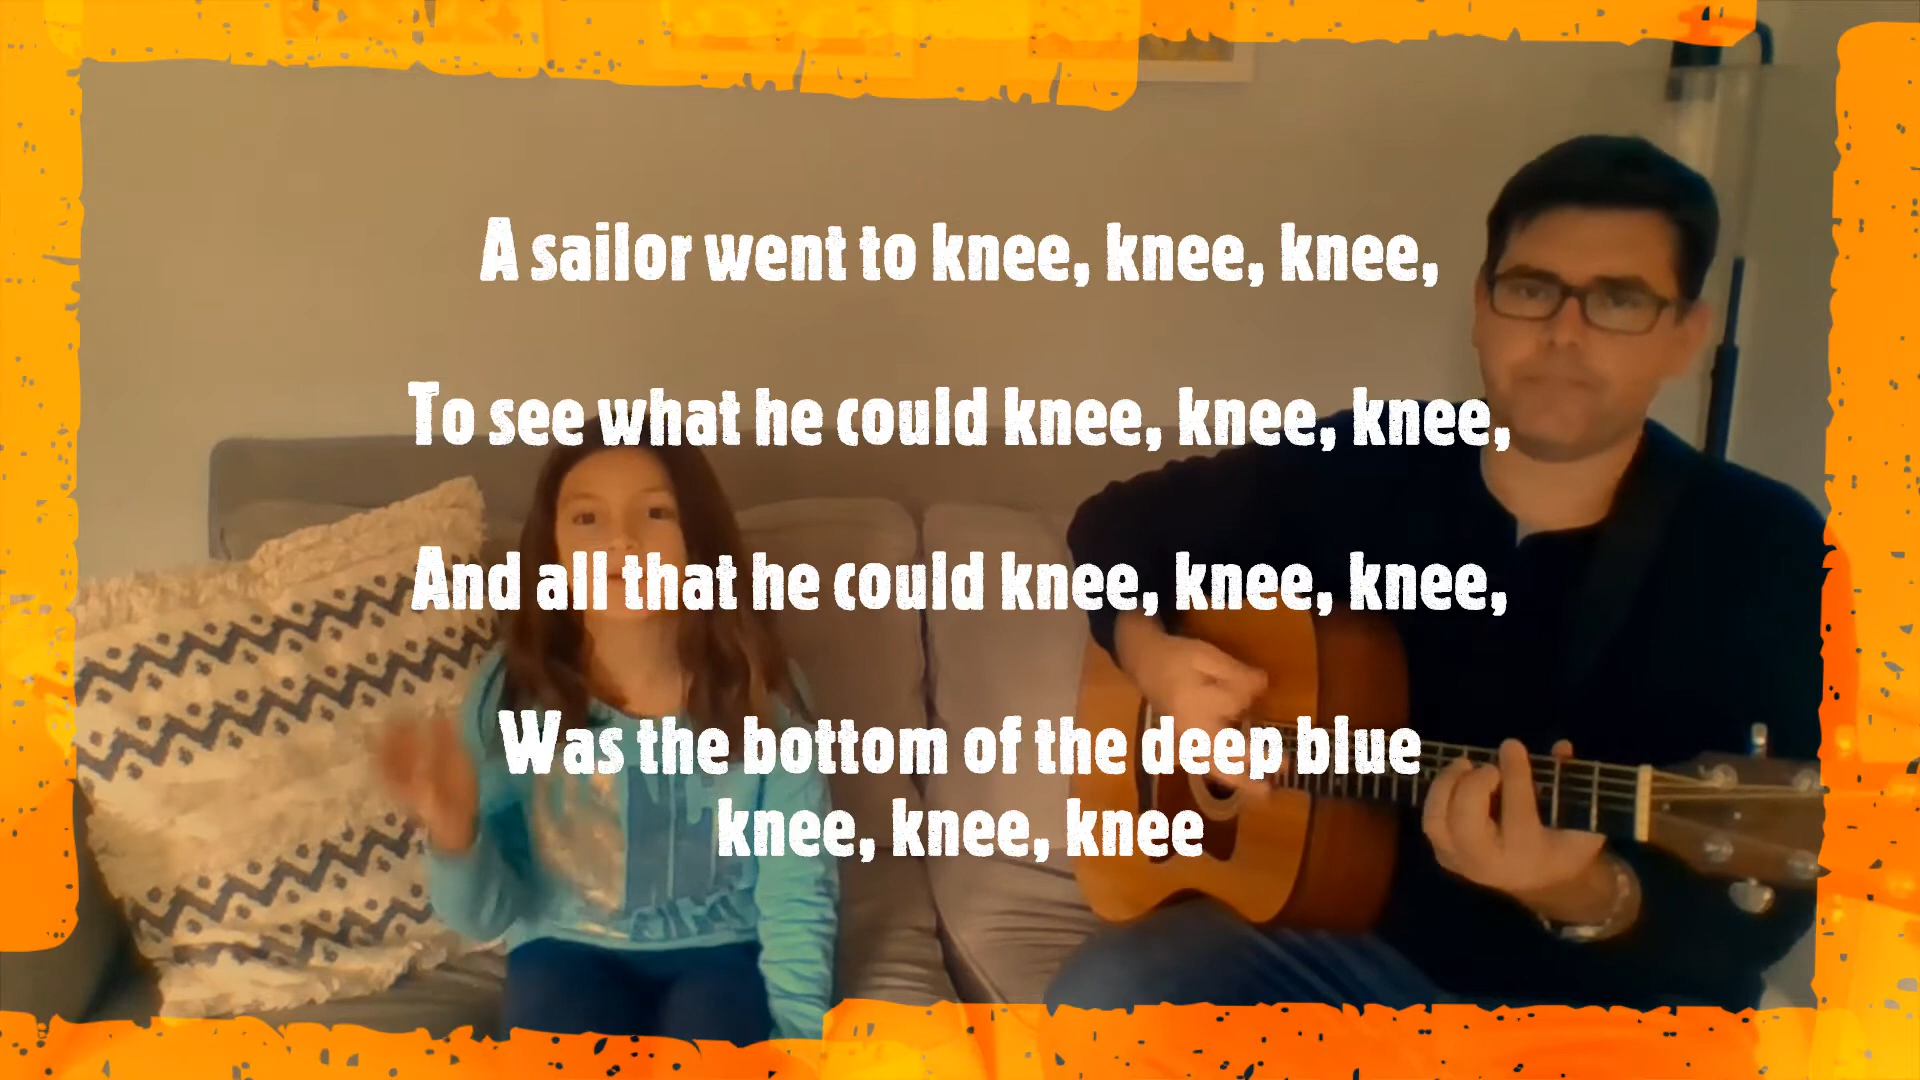 A sailor went to knee, knee, knee,
To see what he could knee, knee, knee,
And all that he could knee, knee, knee,
Was the bottom of the deep blue
knee, knee, knee